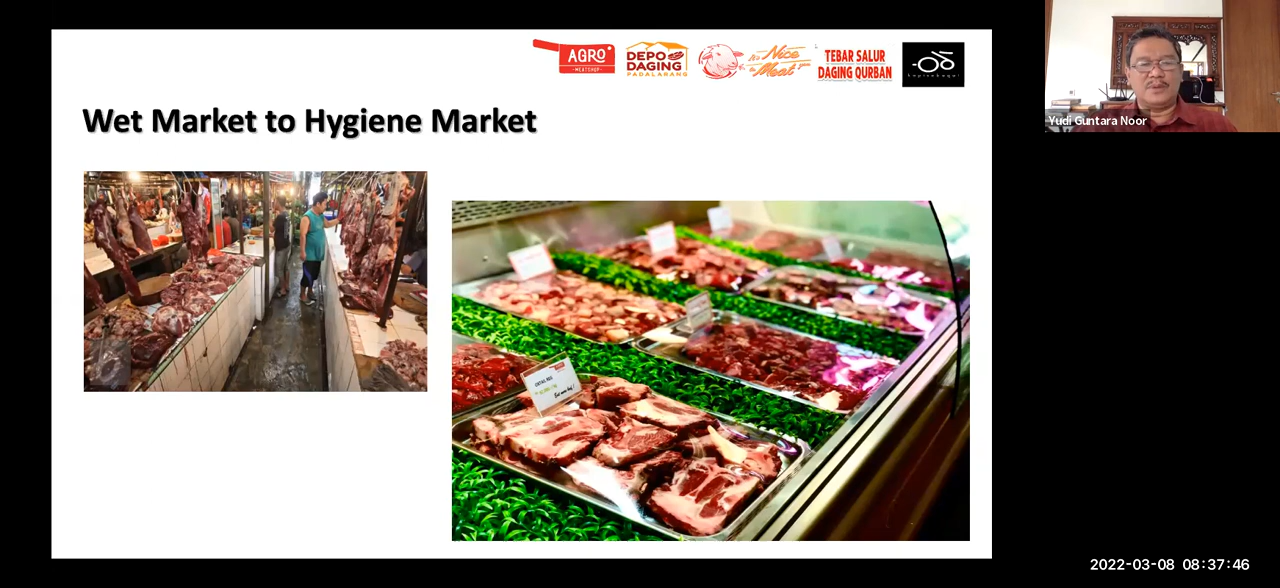 AGRO
MEATSHOP
DEPO
DAGING
PADALARANG
It's Nice
to Meat
TEBAR SALUR
DAGING QURBAN
Wet Market to Hygiene Market
Yudi Guntara Noor
2022-03-08 08:37:46